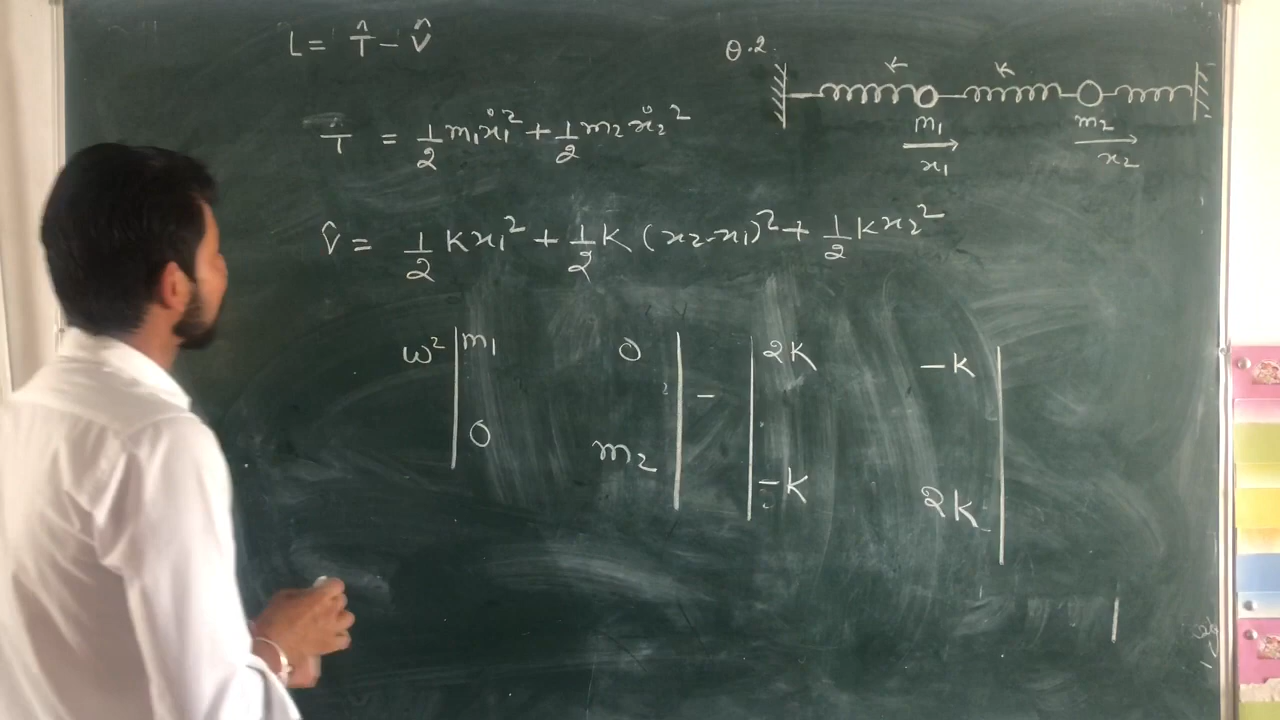 L = T̂ - V̂
θ.2
K K
m₁ m₂
x₁ x₂
T̂ = 1/2 m₁ẋ₁² + 1/2 m₂ẋ₂²
V̂ = 1/2 Kx₁² + 1/2 K (x₂-x₁)² + 1/2 Kx₂²
ω² | m₁ 0 | - | 2K -K |
| 0 m₂ | | -K 2K |